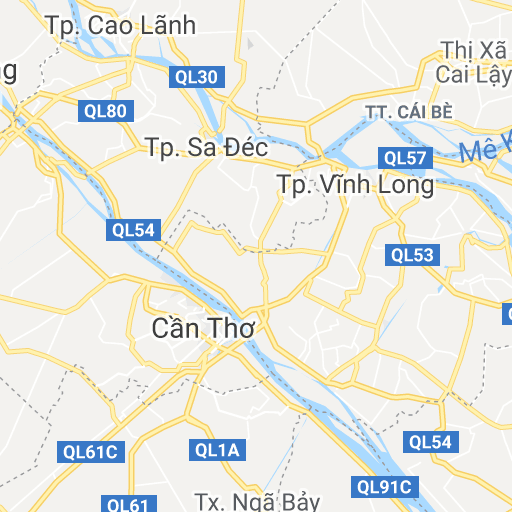 Tp. Cao Lãnh
Thị Xã
Cai Lậy
QL30
QL80
TT. CÁI BÈ
Tp. Sa Đéc
QL57
Mê
Tp. Vĩnh Long
QL54
QL53
Cần Thơ
QL61C
QL1A
QL54
QL91C
QL61
Tx. Ngã Bảy